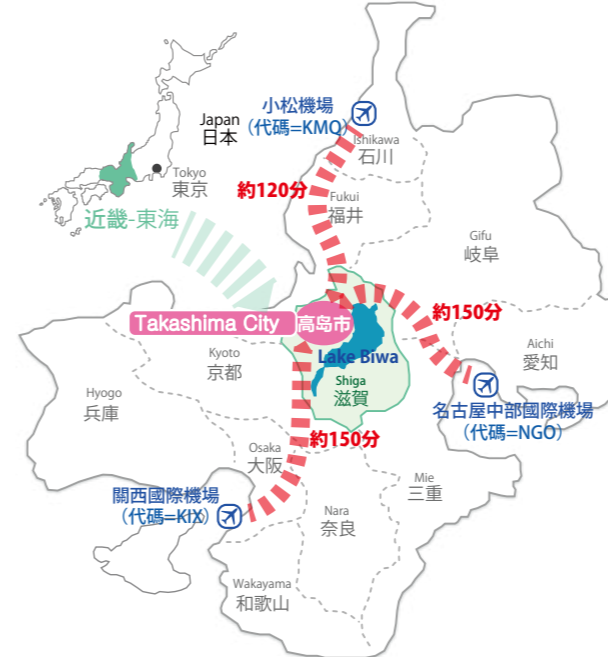 小松機場
(代碼=KMQ)
Japan
日本
Ishikawa
石川
Tokyo
東京
約120分
Fukui
福井
近畿-東海
Gifu
岐阜
約150分
Takashima City
高岛市
Aichi
愛知
Kyoto
京都
Lake Biwa
Shiga
滋賀
Hyogo
兵庫
名古屋中部國際機場
(代碼=NGO)
約150分
Osaka
大阪
Mie
三重
關西國際機場
(代碼=KIX)
Nara
奈良
Wakayama
和歌山